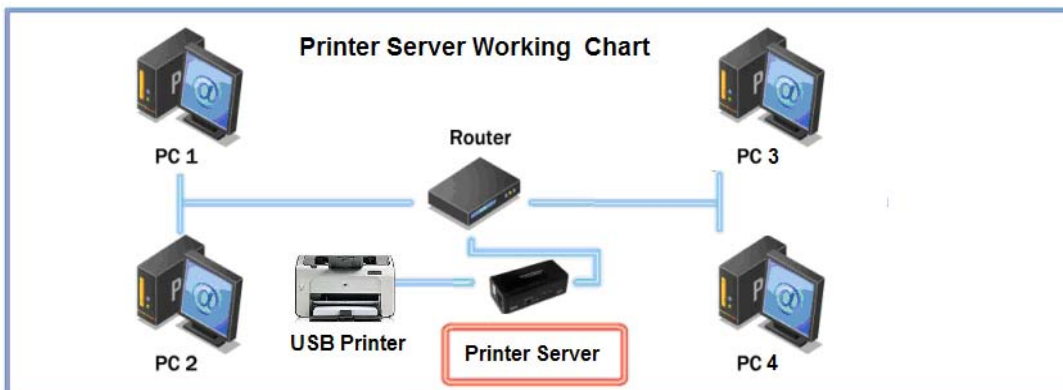 Printer Server Working Chart
PC 1
Router
PC 3
PC 2
USB Printer
Printer Server
PC 4
P
@
P
@
P
@
P
@